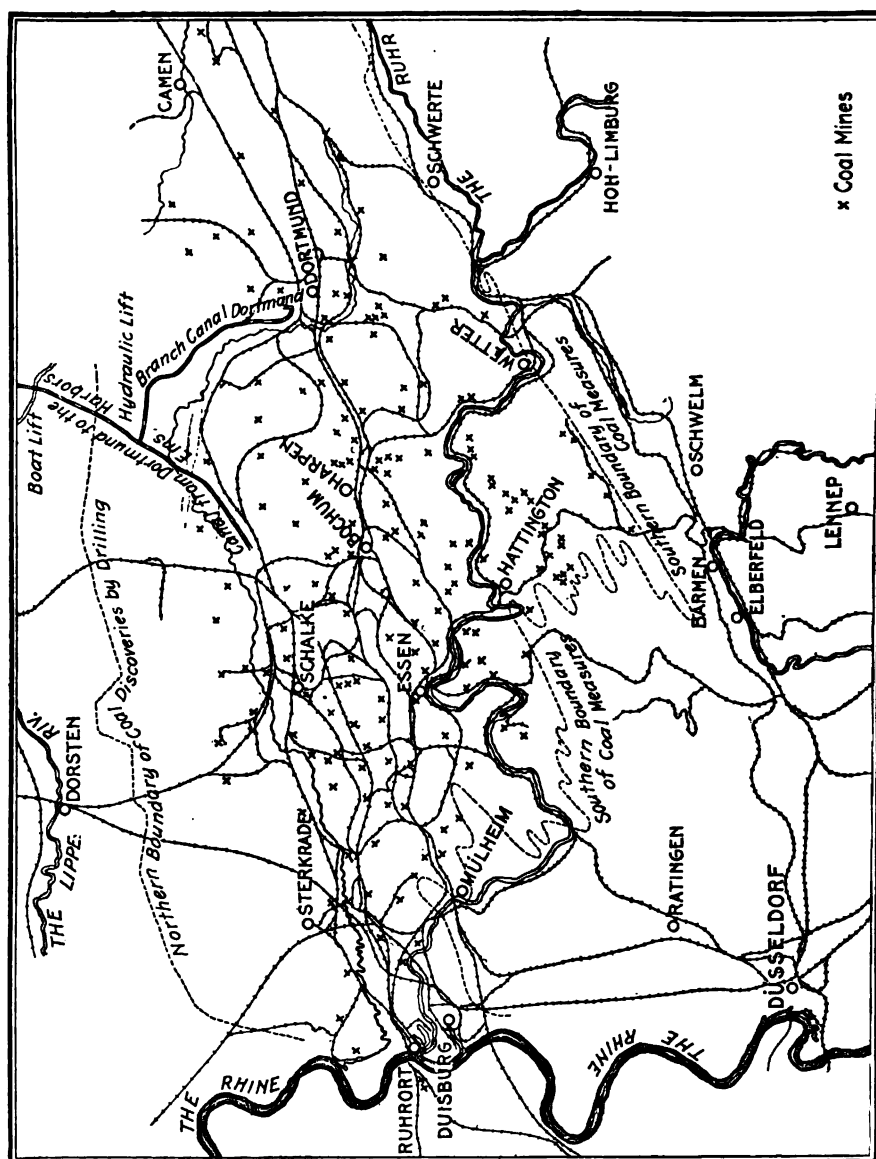 THE LIPPE
RIV.
DORSTEN
Boat Lift
Canal from Dortmund to the
Ems. Harbors
Hydraulic Lift
Branch Canal Dortmund
CAMEN
Northern Boundary of Coal Discoveries by Drilling
STERKRADE
SCHALKE
BOCHUM
HARPEN
DORTMUND
THE RHINE
RUHRORT
DUISBURG
MÜLHEIM
ESSEN
HATTINGTON
WETTER
SCHWERTE
THE RUHR
HOH-LIMBURG
Southern Boundary
of Coal Measures
Southern Boundary of
Coal Measures
RATINGEN
SCHWELM
BARMEN
ELBERFELD
LENNEP
THE RHINE
DÜSSELDORF
x Coal Mines